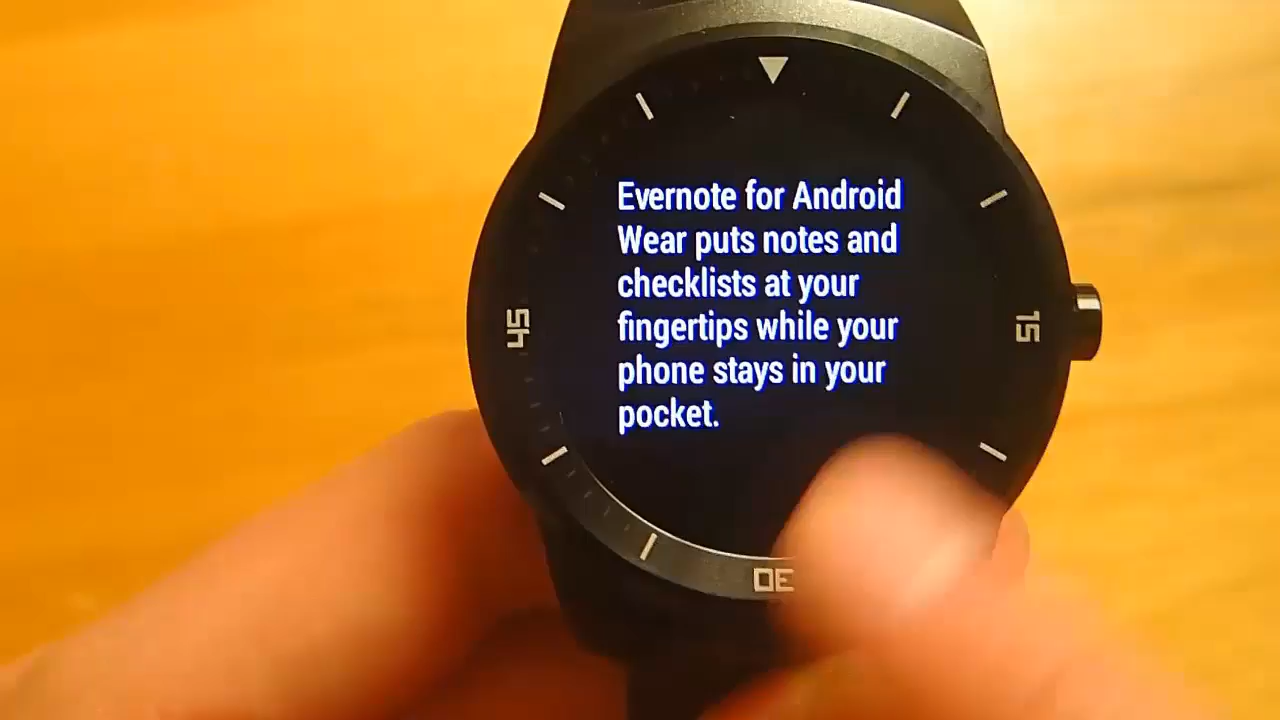 Evernote for Android
Wear puts notes and
checklists at your
fingertips while your
phone stays in your
pocket.
45
15
30